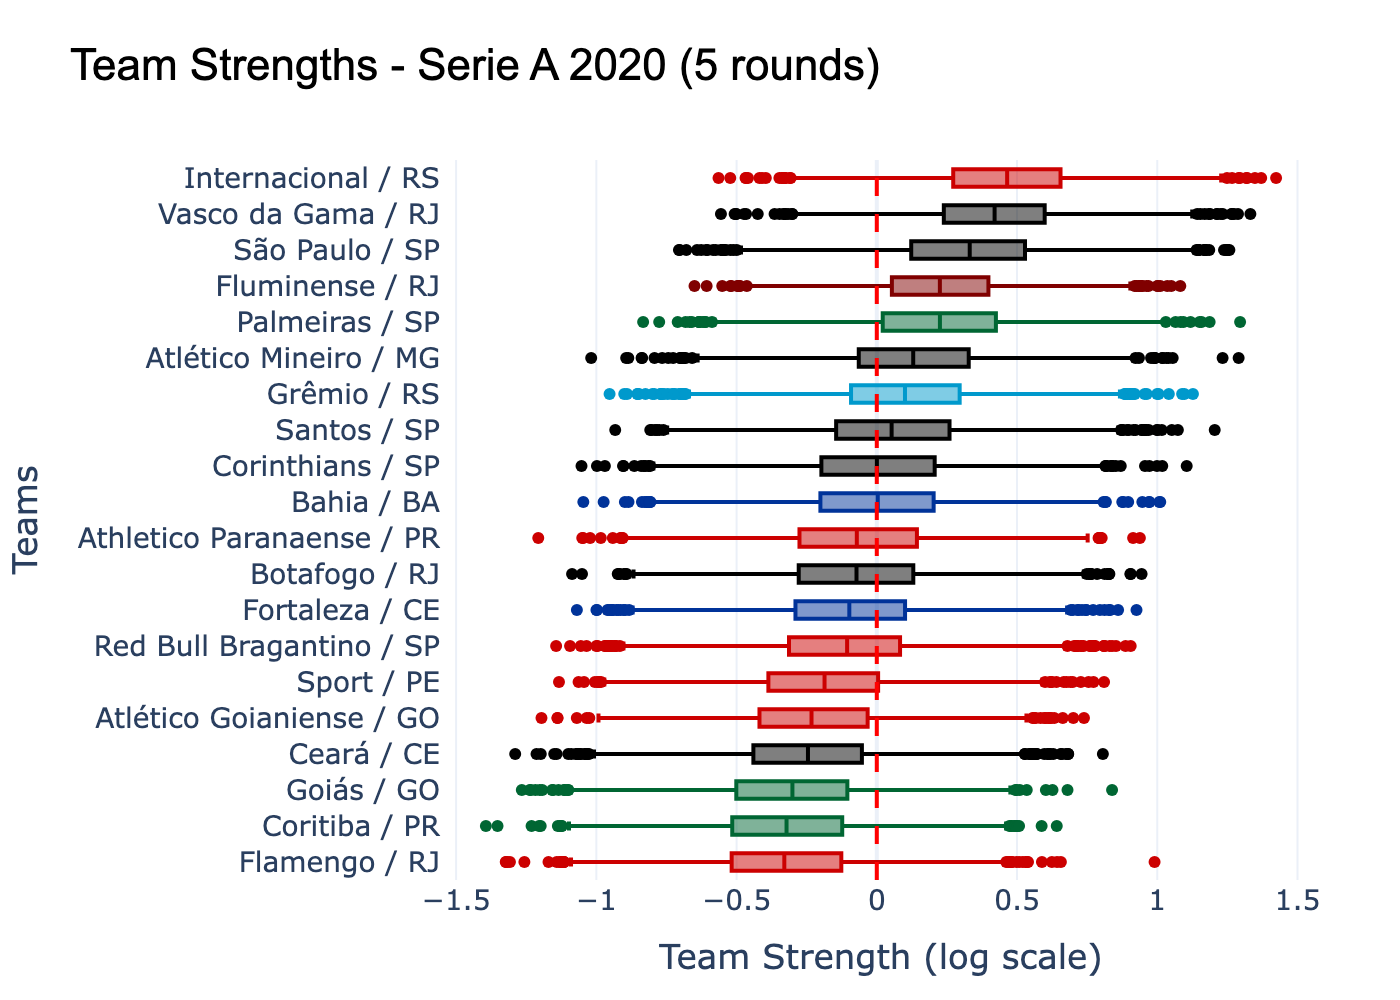 Team Strengths - Serie A 2020 (5 rounds)
Internacional / RS
Vasco da Gama / RJ
São Paulo / SP
Fluminense / RJ
Palmeiras / SP
Atlético Mineiro / MG
Grêmio / RS
Santos / SP
Corinthians / SP
Bahia / BA
Athletico Paranaense / PR
Botafogo / RJ
Fortaleza / CE
Red Bull Bragantino / SP
Sport / PE
Atlético Goianiense / GO
Ceará / CE
Goiás / GO
Coritiba / PR
Flamengo / RJ
Teams
−1.5 −1 −0.5 0 0.5 1 1.5
Team Strength (log scale)